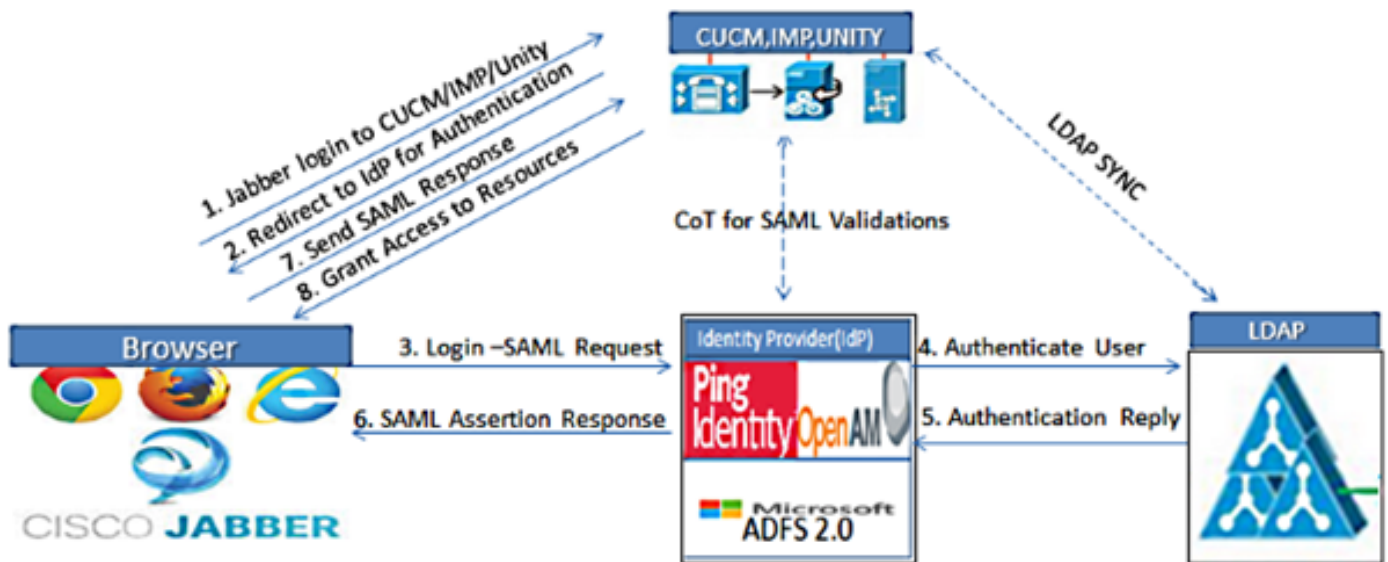 CUCM,IMP,UNITY
1. Jabber login to CUCM/IMP/Unity
2. Redirect to IdP for Authentication
7. Send SAML Response
8. Grant Access to Resources
LDAP SYNC
CoT for SAML Validations
Browser
3. Login –SAML Request
Identity Provider(IdP)
4. Authenticate User
LDAP
Ping
Identity
OpenAM
6. SAML Assertion Response
5. Authentication Reply
CISCO JABBER
Microsoft
ADFS 2.0